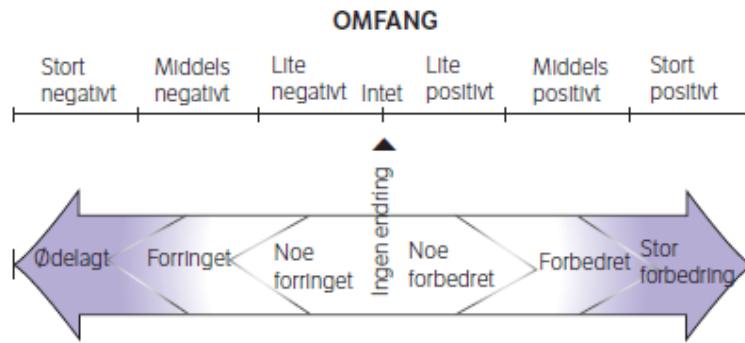 OMFANG
Stort negativt
Middels negativt
Lite negativt
Intet
Lite positivt
Middels positivt
Stort positivt
Ingen endring
Ødelagt
Forringet
Noe forringet
Noe forbedret
Forbedret
Stor forbedring